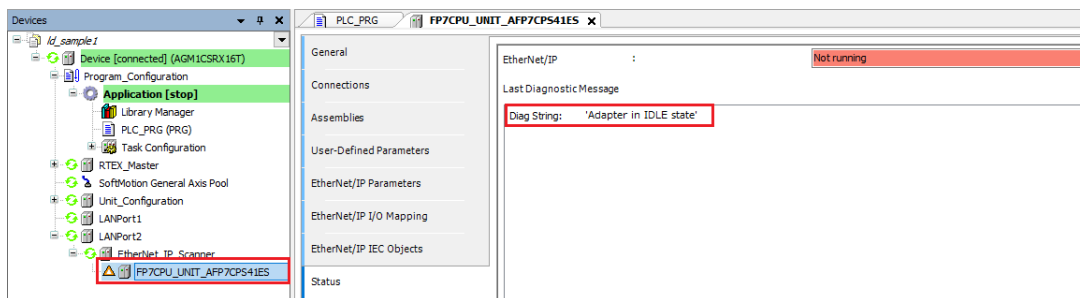 Devices
ld_sample1
Device [connected] (AGM1CSRX16T)
Program_Configuration
Application [stop]
Library Manager
PLC_PRG (PRG)
Task Configuration
RTEX_Master
SoftMotion General Axis Pool
Unit_Configuration
LANPort1
LANPort2
EtherNet_IP_Scanner
FP7CPU_UNIT_AFP7CPS41ES
PLC_PRG
FP7CPU_UNIT_AFP7CPS41ES
General
Connections
Assemblies
User-Defined Parameters
EtherNet/IP Parameters
EtherNet/IP I/O Mapping
EtherNet/IP IEC Objects
Status
EtherNet/IP : Not running
Last Diagnostic Message
Diag String: 'Adapter in IDLE state'